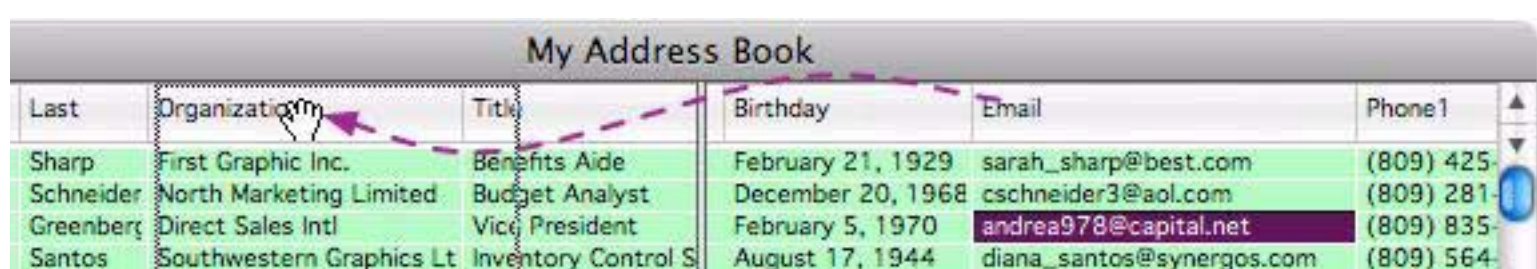 My Address Book
Last Organization Title Birthday Email Phone1
Sharp First Graphic Inc. Benefits Aide February 21, 1929 sarah_sharp@best.com (809) 425-
Schneider North Marketing Limited Budget Analyst December 20, 1968 cschneider3@aol.com (809) 281-
Greenberg Direct Sales Intl Vice President February 5, 1970 andrea978@capital.net (809) 835-
Santos Southwestern Graphics Lt Inventory Control S August 17, 1944 diana_santos@synergos.com (809) 564-